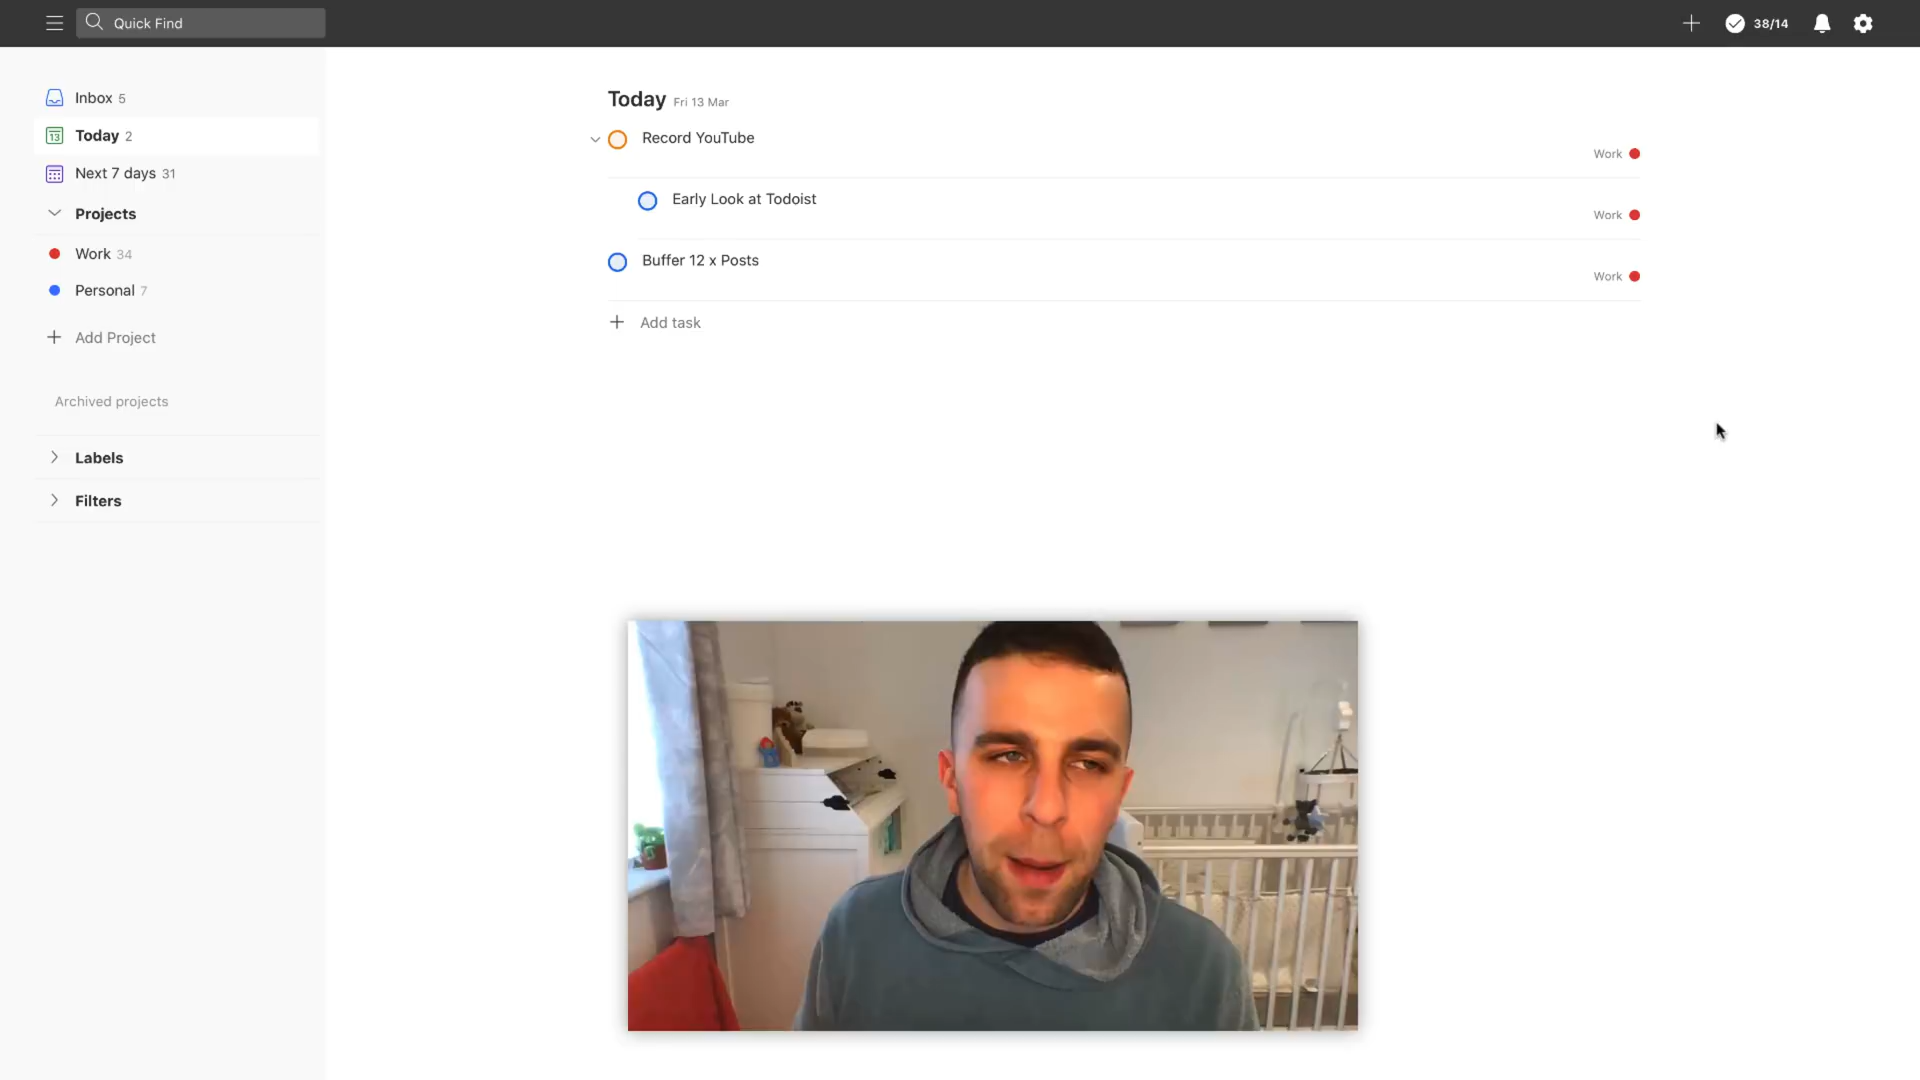 Quick Find
38/14
Inbox 5
13 Today 2
Next 7 days 31
Projects
Work 34
Personal 7
Add Project
Archived projects
Labels
Filters
Today Fri 13 Mar
Record YouTube
Work
Early Look at Todoist
Work
Buffer 12 x Posts
Work
Add task